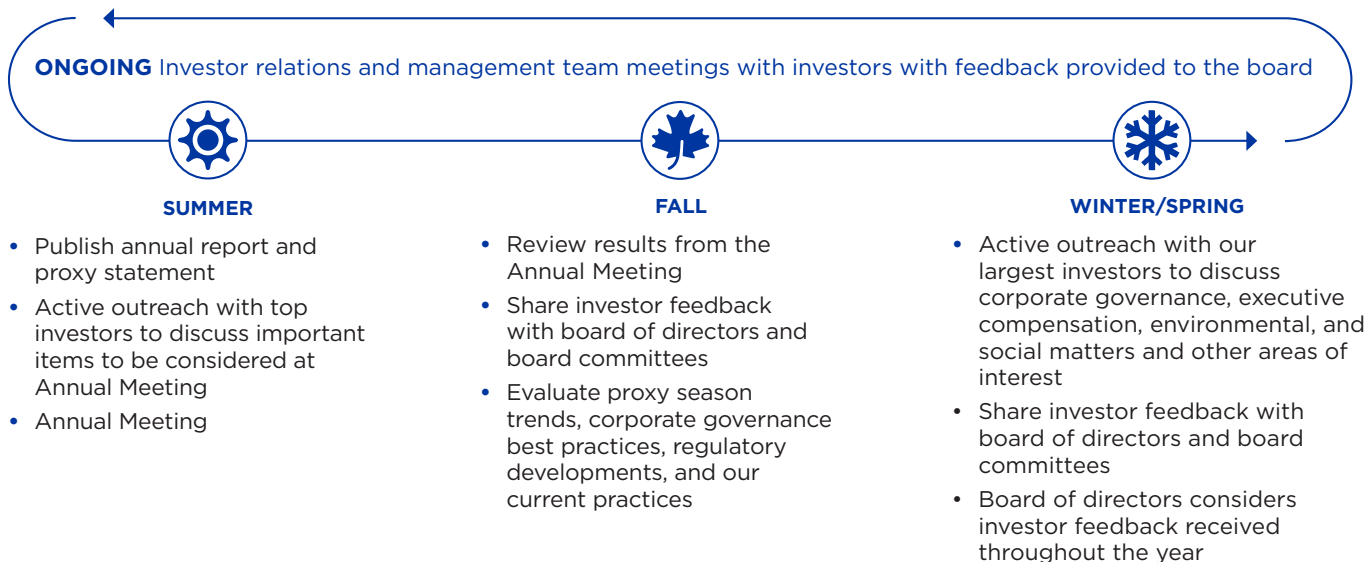 ONGOING Investor relations and management team meetings with investors with feedback provided to the board
SUMMER
• Publish annual report and
proxy statement
• Active outreach with top
investors to discuss important
items to be considered at
Annual Meeting
• Annual Meeting
FALL
• Review results from the
Annual Meeting
• Share investor feedback
with board of directors and
board committees
• Evaluate proxy season
trends, corporate governance
best practices, regulatory
developments, and our
current practices
WINTER/SPRING
• Active outreach with our
largest investors to discuss
corporate governance, executive
compensation, environmental, and
social matters and other areas of
interest
• Share investor feedback with
board of directors and board
committees
• Board of directors considers
investor feedback received
throughout the year